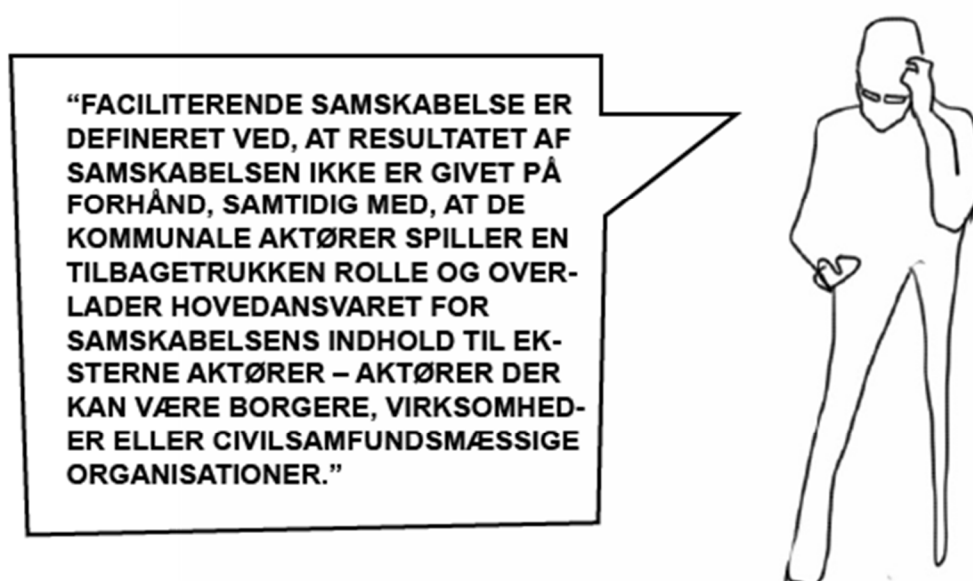 “FACILITERENDE SAMSKABELSE ER
DEFINERET VED, AT RESULTATET AF
SAMSKABELSEN IKKE ER GIVET PÅ
FORHÅND, SAMTIDIG MED, AT DE
KOMMUNALE AKTØRER SPILLER EN
TILBAGETRUKKEN ROLLE OG OVER-
LADER HOVEDANSVARET FOR
SAMSKABELSENS INDHOLD TIL EK-
STERNE AKTØRER – AKTØRER DER
KAN VÆRE BORGERE, VIRKSOMHED-
ER ELLER CIVILSAMFUNDSMÆSSIGE
ORGANISATIONER.”